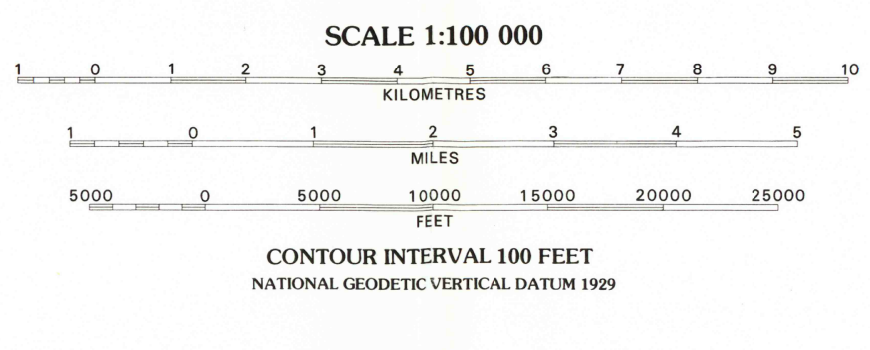 SCALE 1:100 000
1 0 1 2 3 4 5 6 7 8 9 10
KILOMETRES
1 0 1 2 3 4 5
MILES
5000 0 5000 10000 15000 20000 25000
FEET
CONTOUR INTERVAL 100 FEET
NATIONAL GEODETIC VERTICAL DATUM 1929